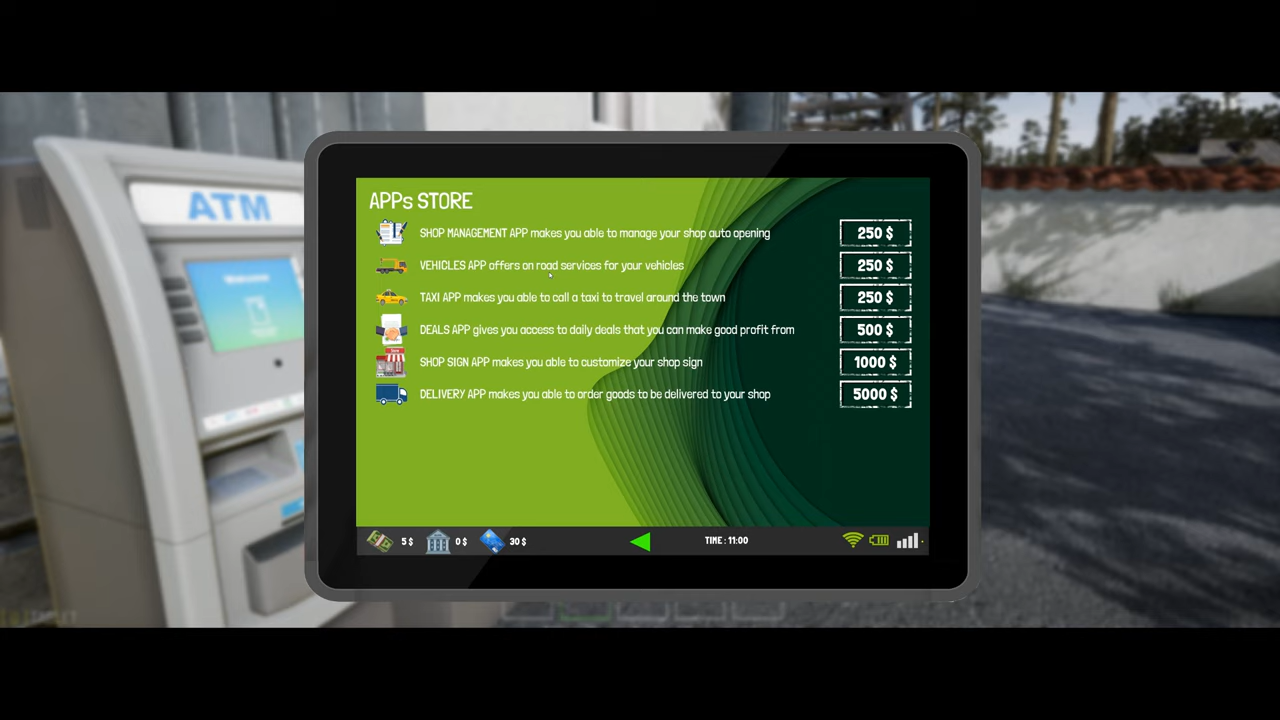 ATM
APPs STORE
SHOP MANAGEMENT APP makes you able to manage your shop auto opening 250 $
VEHICLES APP offers on road services for your vehicles 250 $
TAXI APP makes you able to call a taxi to travel around the town 250 $
DEALS APP gives you access to daily deals that you can make good profit from 500 $
SHOP SIGN APP makes you able to customize your shop sign 1000 $
DELIVERY APP makes you able to order goods to be delivered to your shop 5000 $
5 $ 0 $ 30 $ TIME : 11:00